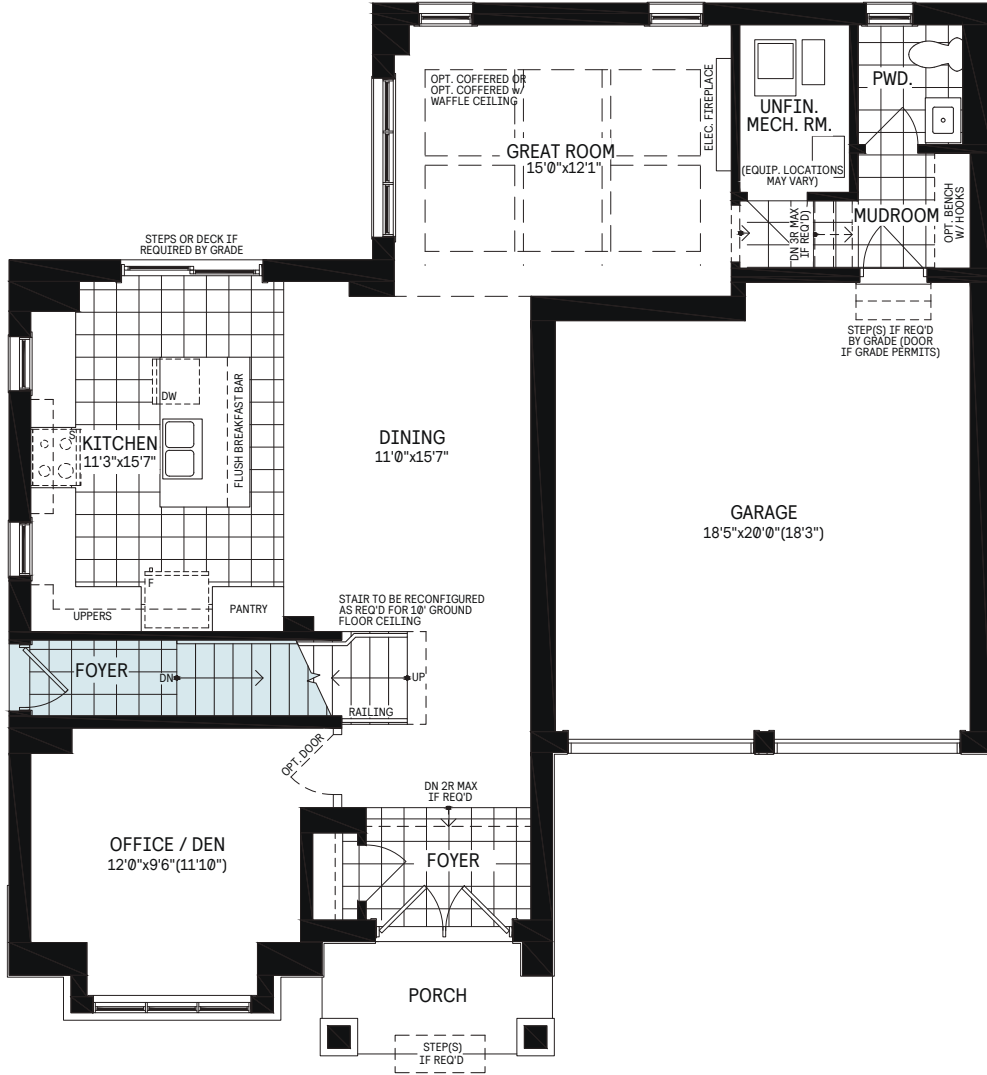 OPT. COFFERED OR
OPT. COFFERED W/
WAFFLE CEILING
GREAT ROOM
15'0"x12'1"
ELEC. FIREPLACE
UNFIN.
MECH. RM.
(EQUIP. LOCATIONS
MAY VARY)
PWD.
MUDROOM
OPT. BENCH
W/ HOOKS
DN 3R MAX
IF REQ'D)
STEP(S) IF REQ'D
BY GRADE (DOOR
IF GRADE PERMITS)
STEPS OR DECK IF
REQUIRED BY GRADE
DW
FLUSH BREAKFAST BAR
KITCHEN
11'3"x15'7"
DINING
11'0"x15'7"
GARAGE
18'5"x20'0"(18'3")
F
UPPERS
PANTRY
STAIR TO BE RECONFIGURED
AS REQ'D FOR 10' GROUND
FLOOR CEILING
FOYER
DN
UP
RAILING
OPT. DOOR
DN 2R MAX
IF REQ'D
OFFICE / DEN
12'0"x9'6"(11'10")
FOYER
PORCH
STEP(S)
IF REQ'D